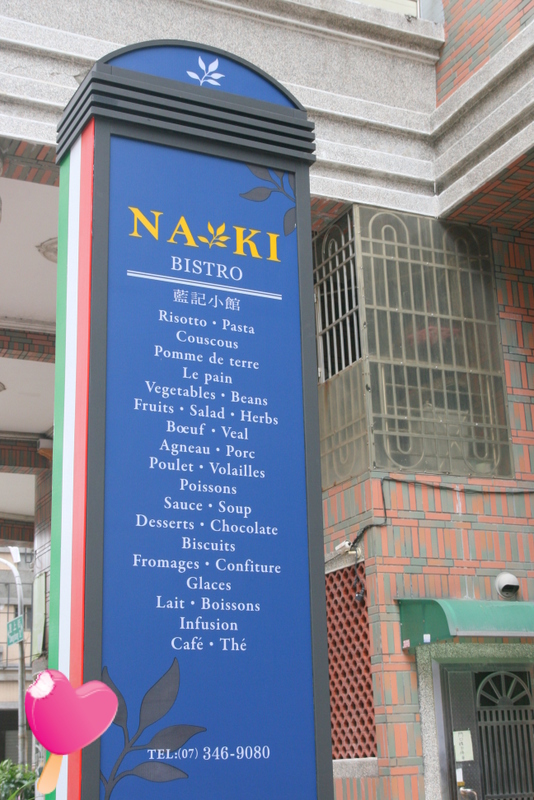 NA KI
BISTRO
藍記小館
Risotto • Pasta
Couscous
Pomme de terre
Le pain
Vegetables • Beans
Fruits • Salad • Herbs
Bœuf • Veal
Agneau • Porc
Poulet • Volailles
Poissons
Sauce • Soup
Desserts • Chocolate
Biscuits
Fromages • Confiture
Glaces
Lait • Boissons
Infusion
Café • Thé
TEL:(07) 346-9080